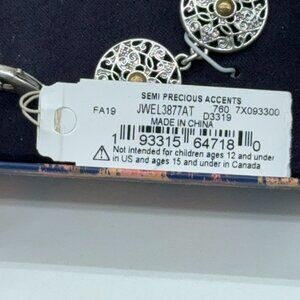 SEMI PRECIOUS ACCENTS
FA19 JWEL3877AT .760 7X093300
D3319
MADE IN CHINA
1 93315 64718 0
Not intended for children ages 12 and under
in US and ages 15 and under in Canada